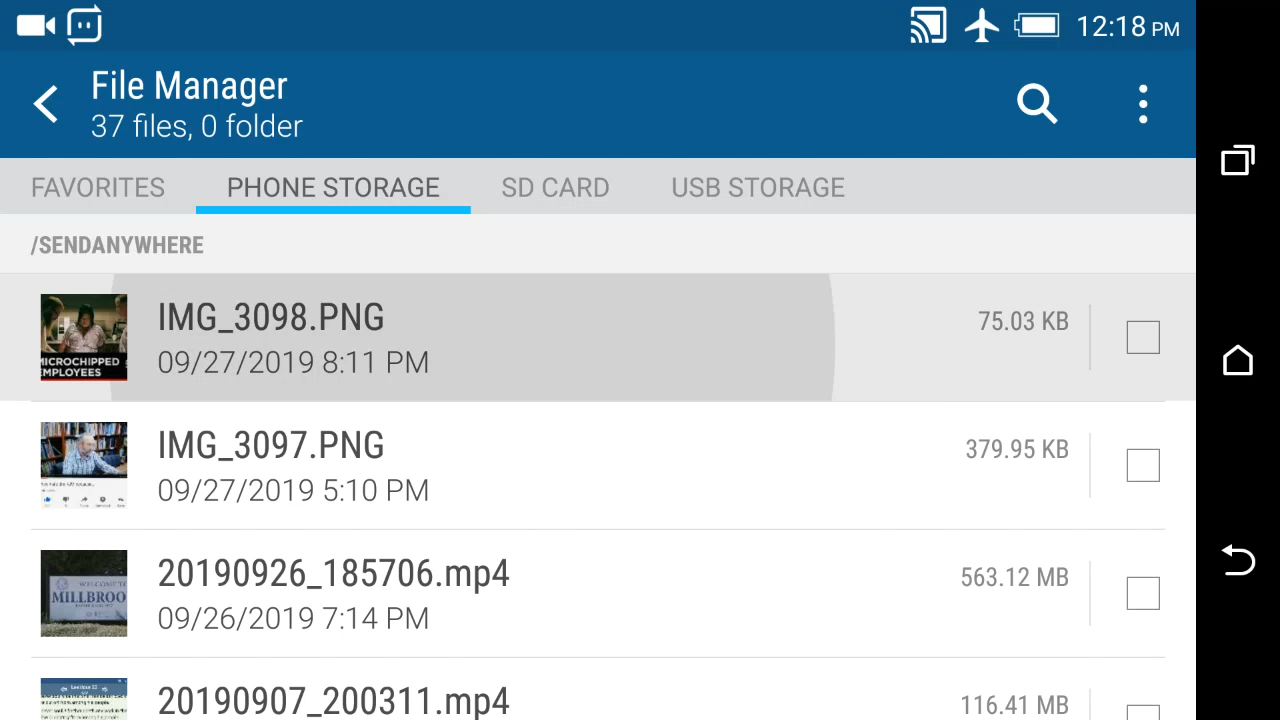 12:18 PM
File Manager
37 files, 0 folder
FAVORITES
PHONE STORAGE
SD CARD
USB STORAGE
/SENDANYWHERE
IMG_3098.PNG
75.03 KB
09/27/2019 8:11 PM
MICROCHIPPED
EMPLOYEES
IMG_3097.PNG
379.95 KB
09/27/2019 5:10 PM
20190926_185706.mp4
563.12 MB
09/26/2019 7:14 PM
WELCOME TO
MILLBROO
20190907_200311.mp4
116.41 MB